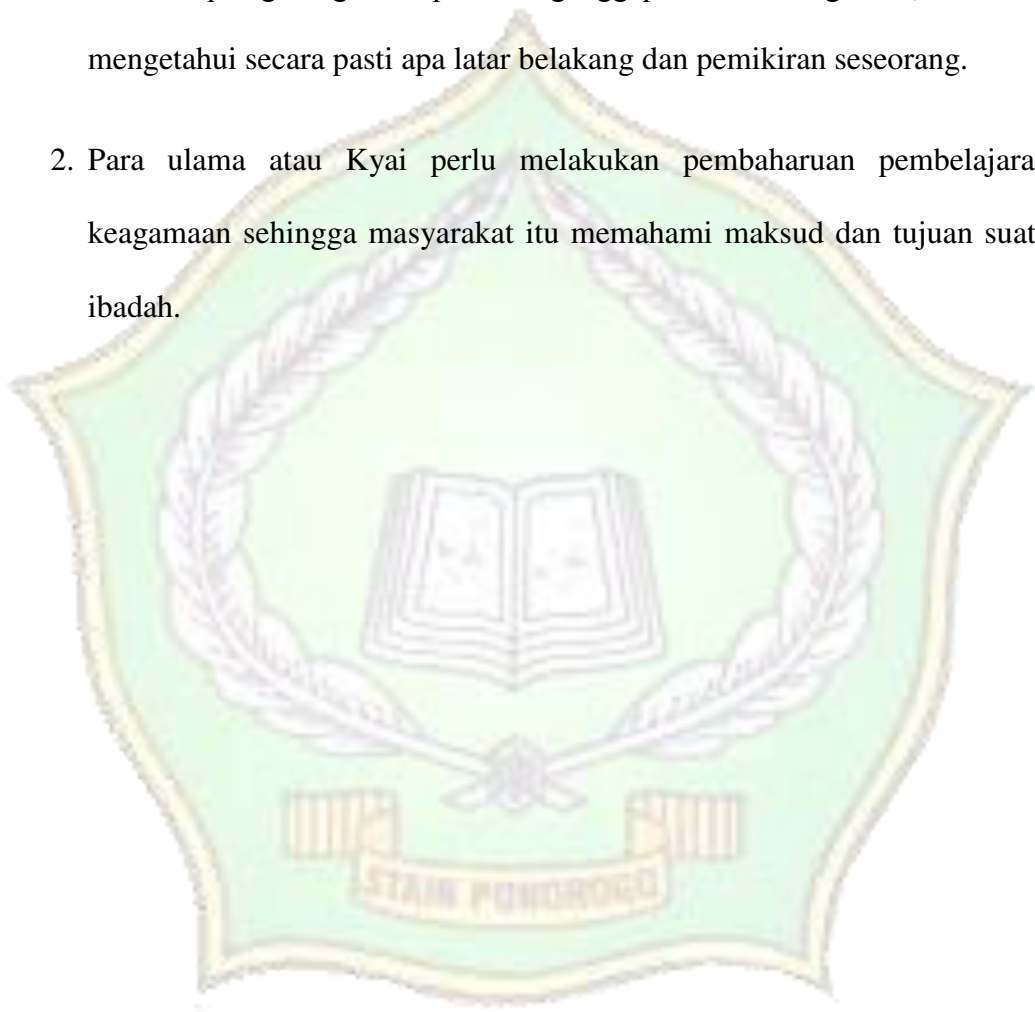 mengetahui secara pasti apa latar belakang dan pemikiran seseorang.
2. Para ulama atau Kyai perlu melakukan pembaharuan pembelajara
keagamaan sehingga masyarakat itu memahami maksud dan tujuan suat
ibadah.
STAIN PONOROGO